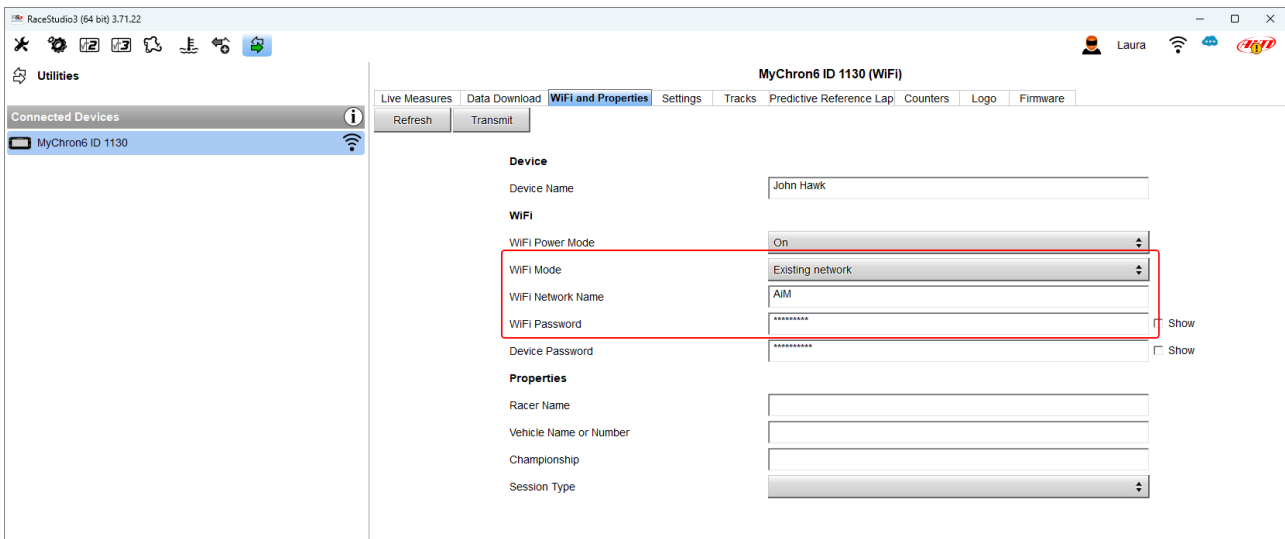 RaceStudio3 (64 bit) 3.71.22
Laura
AiM
Utilities
Connected Devices
MyChron6 ID 1130
MyChron6 ID 1130 (WiFi)
Live Measures Data Download WiFi and Properties Settings Tracks Predictive Reference Lap Counters Logo Firmware
Refresh Transmit
Device
Device Name John Hawk
WiFi
WiFi Power Mode On
WiFi Mode Existing network
WiFi Network Name AiM
WiFi Password ********* Show
Device Password ********** Show
Properties
Racer Name
Vehicle Name or Number
Championship
Session Type